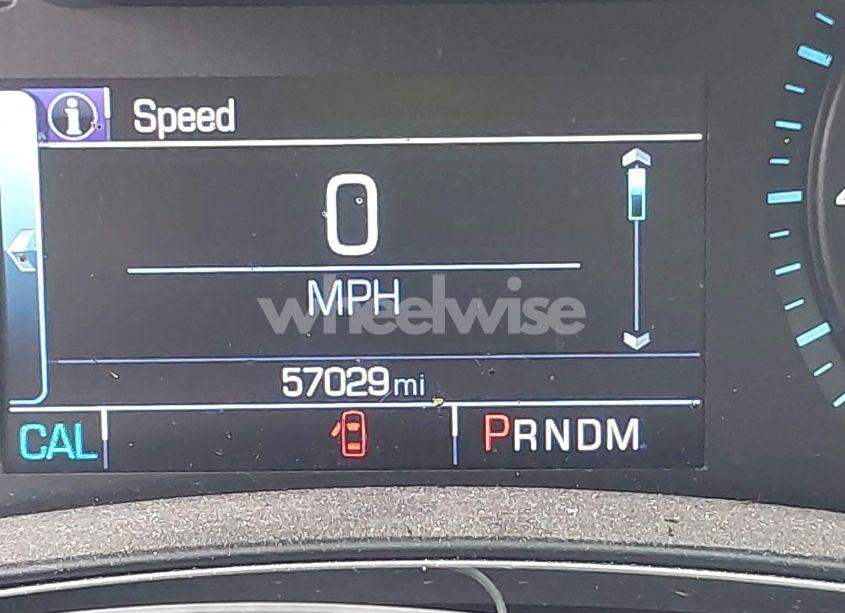 i Speed
0
MPH
wheelwise
57029mi
CAL PRNDM